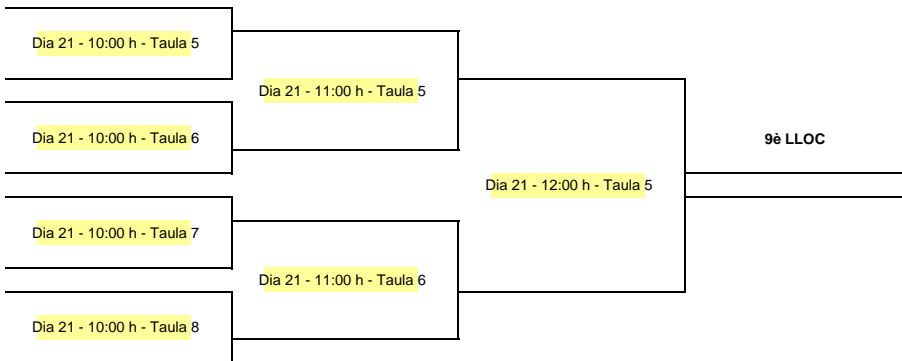 Dia 21 - 10:00 h - Taula 5
Dia 21 - 11:00 h - Taula 5
Dia 21 - 10:00 h - Taula 6
9è LLOC
Dia 21 - 12:00 h - Taula 5
Dia 21 - 10:00 h - Taula 7
Dia 21 - 11:00 h - Taula 6
Dia 21 - 10:00 h - Taula 8